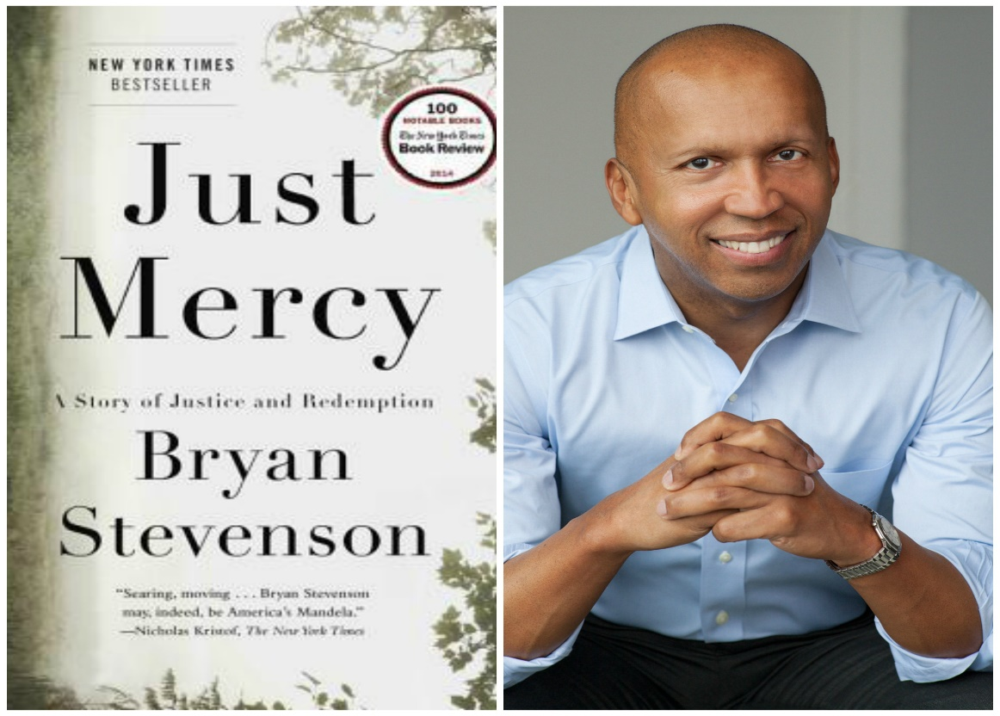 NEW YORK TIMES
BESTSELLER
100
NOTABLE BOOKS
The New York Times
Book Review
2014
Just
Mercy
A Story of Justice and Redemption
Bryan
Stevenson
“Searing, moving . . . Bryan Stevenson
may, indeed, be America’s Mandela.”
—Nicholas Kristof, The New York Times